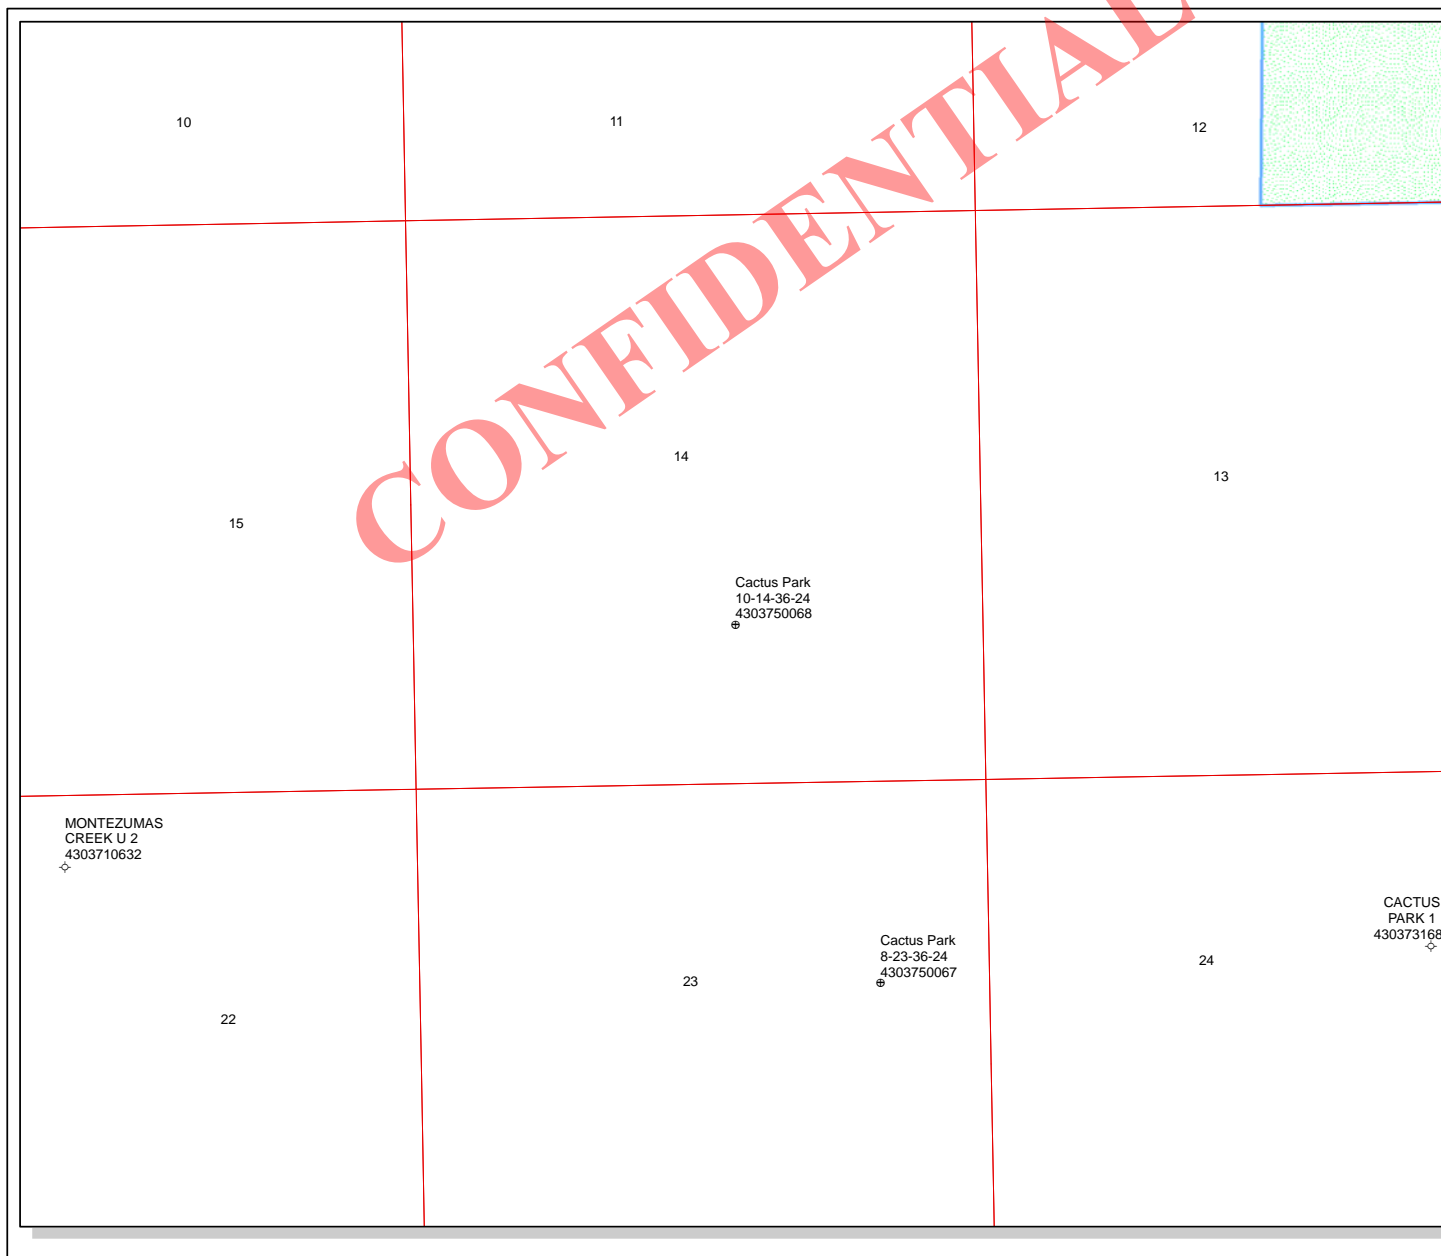 CONFIDENTIAL
10
11
12
14
13
15
Cactus Park
10-14-36-24
4303750068
MONTEZUMAS
CREEK U 2
4303710632
CACTUS
PARK 1
430373168
Cactus Park
8-23-36-24
4303750067
23
24
22